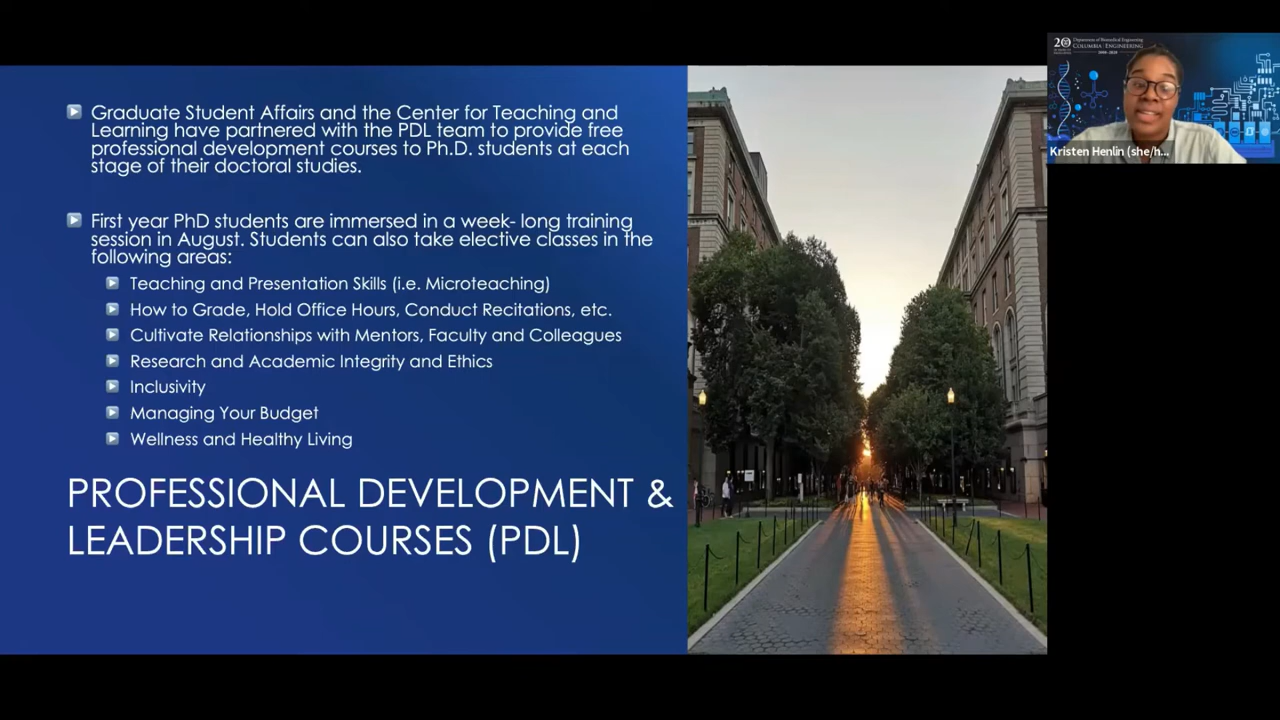 Graduate Student Affairs and the Center for Teaching and
Learning have partnered with the PDL team to provide free
professional development courses to Ph.D. students at each
stage of their doctoral studies.
First year PhD students are immersed in a week- long training
session in August. Students can also take elective classes in the
following areas:
Teaching and Presentation Skills (i.e. Microteaching)
How to Grade, Hold Office Hours, Conduct Recitations, etc.
Cultivate Relationships with Mentors, Faculty and Colleagues
Research and Academic Integrity and Ethics
Inclusivity
Managing Your Budget
Wellness and Healthy Living
PROFESSIONAL DEVELOPMENT &
LEADERSHIP COURSES (PDL)
Department of Biomedical Engineering
COLUMBIA | ENGINEERING
Kristen Henlin (she/h...